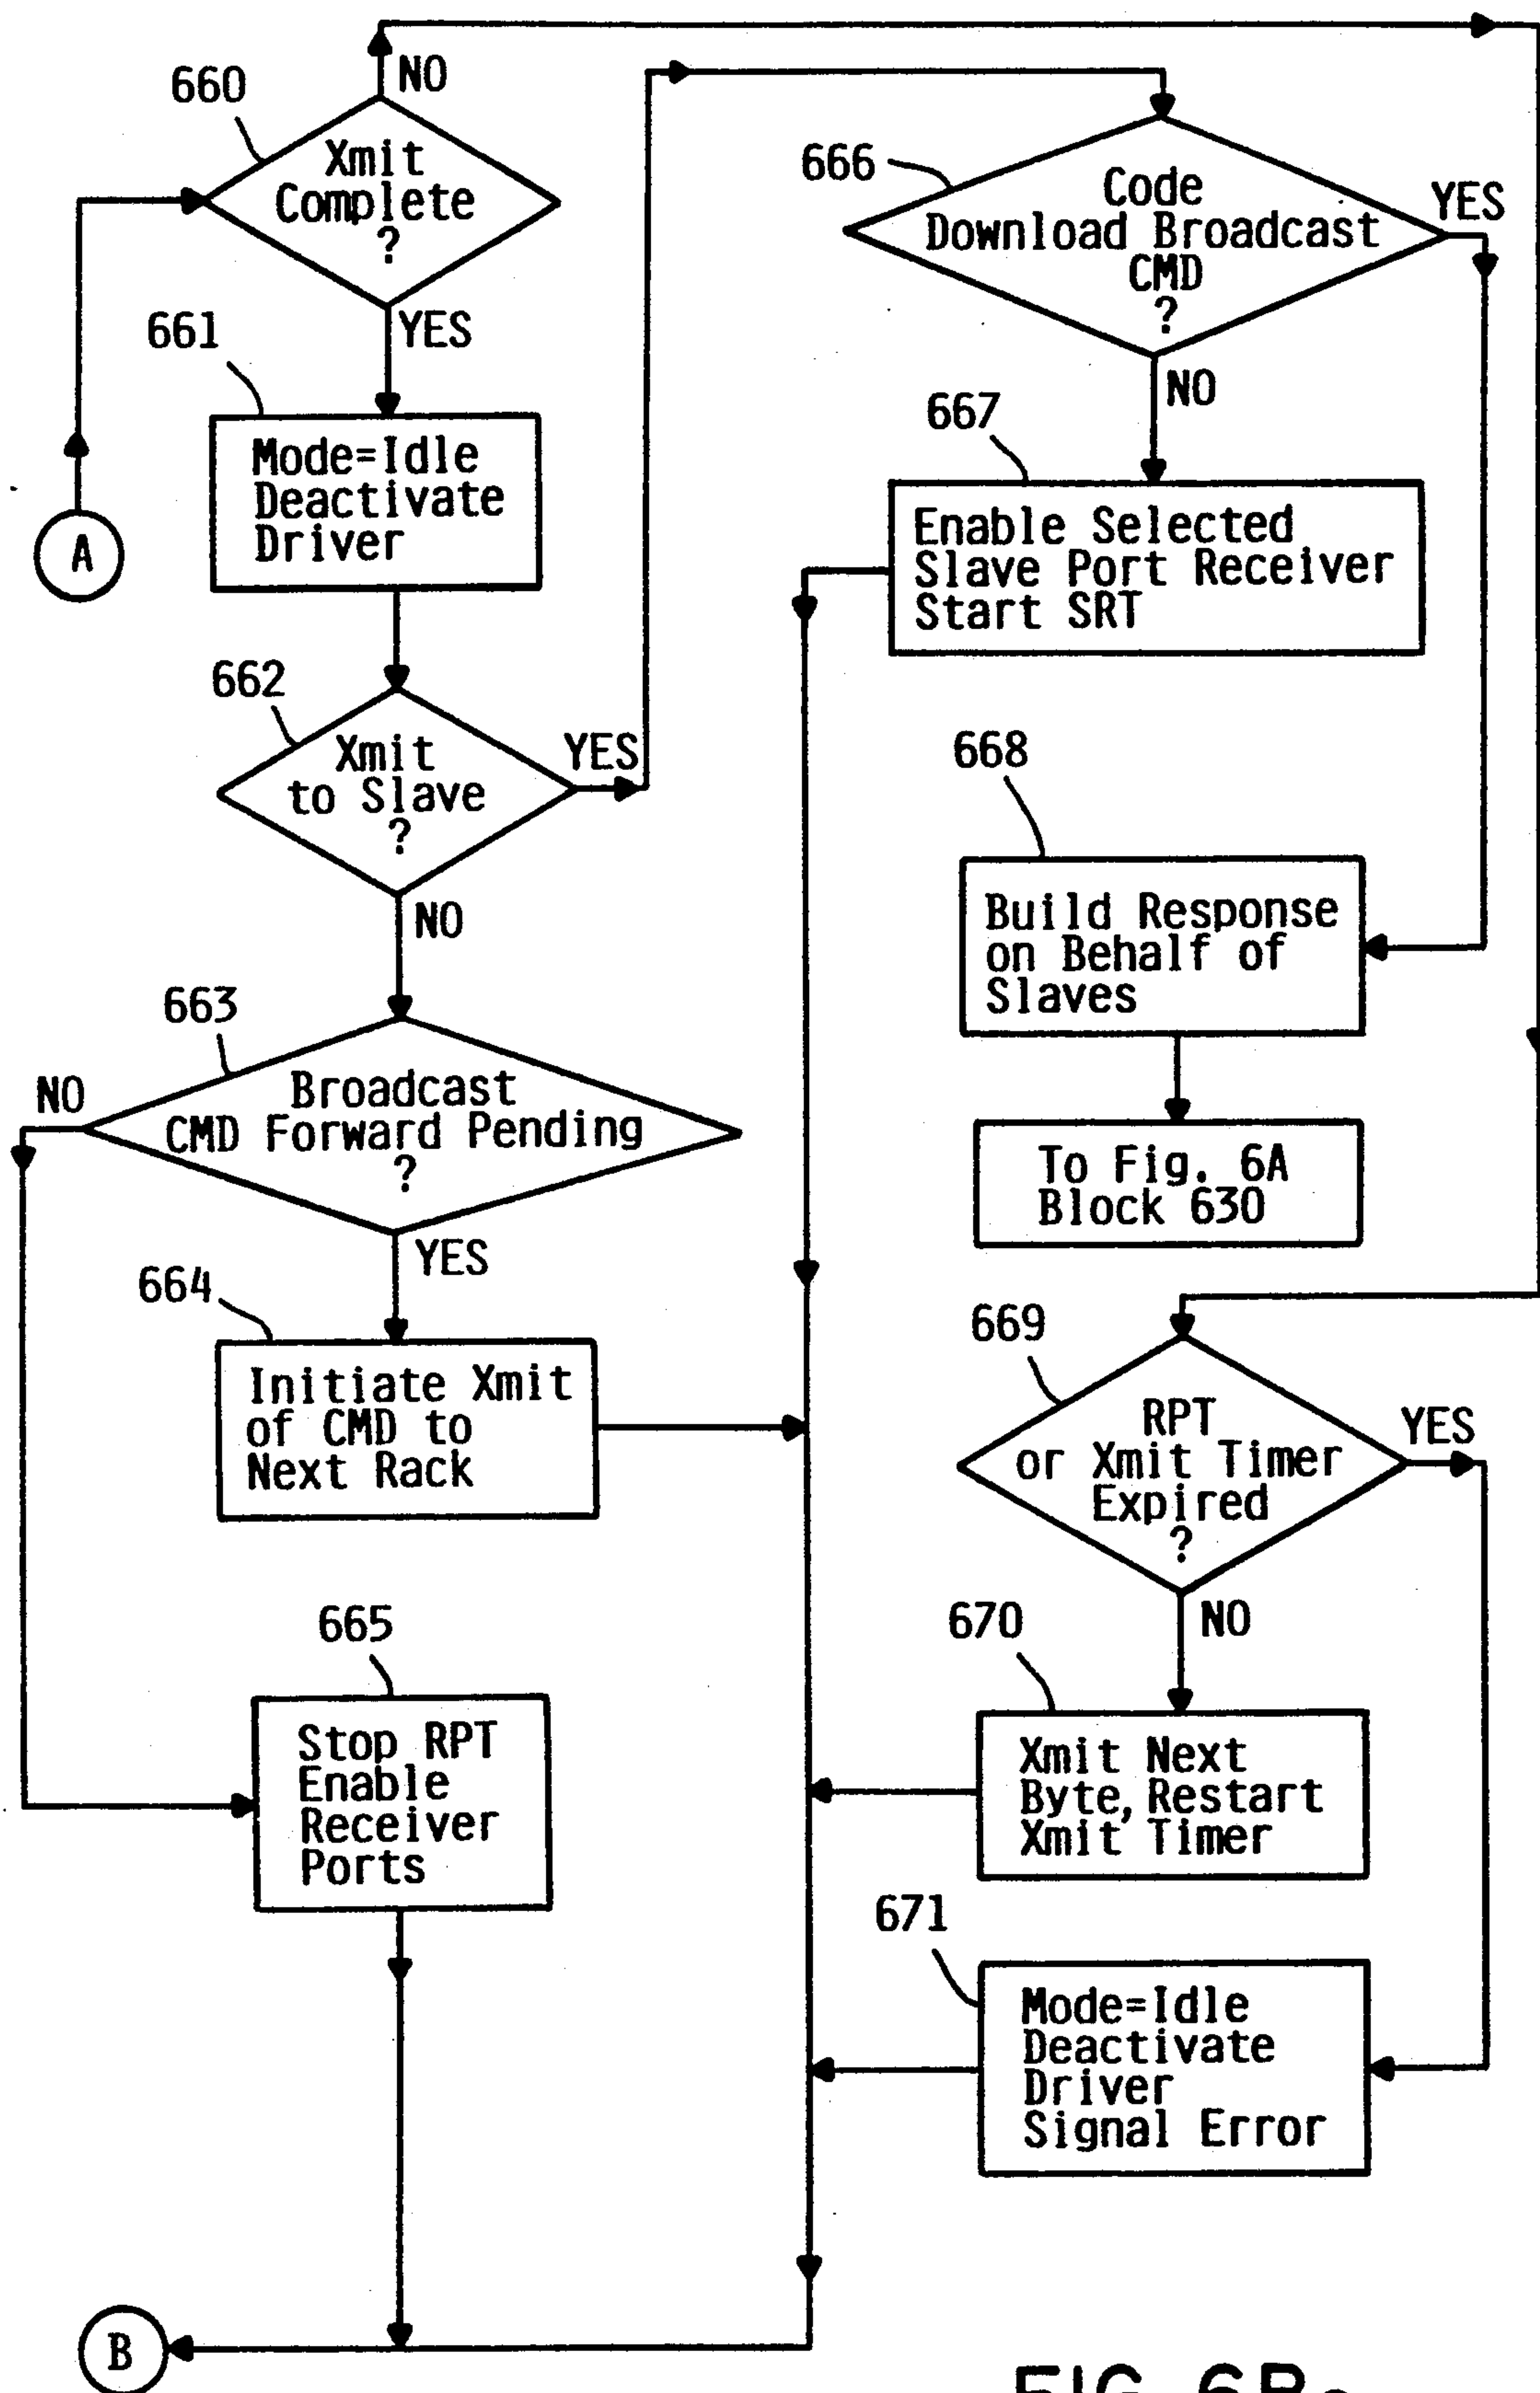 660
NO
Xmit
Complete
?
YES
661
Mode=Idle
Deactivate
Driver
A
662
Xmit
to Slave
?
YES
NO
663
NO
Broadcast
CMD Forward Pending
?
YES
664
Initiate Xmit
of CMD to
Next Rack
665
Stop RPT
Enable
Receiver
Ports
B
666
Code
Download Broadcast
CMD
?
YES
NO
667
Enable Selected
Slave Port Receiver
Start SRT
668
Build Response
on Behalf of
Slaves
To Fig. 6A
Block 630
669
RPT
or Xmit Timer
Expired
?
YES
NO
670
Xmit Next
Byte, Restart
Xmit Timer
671
Mode=Idle
Deactivate
Driver
Signal Error